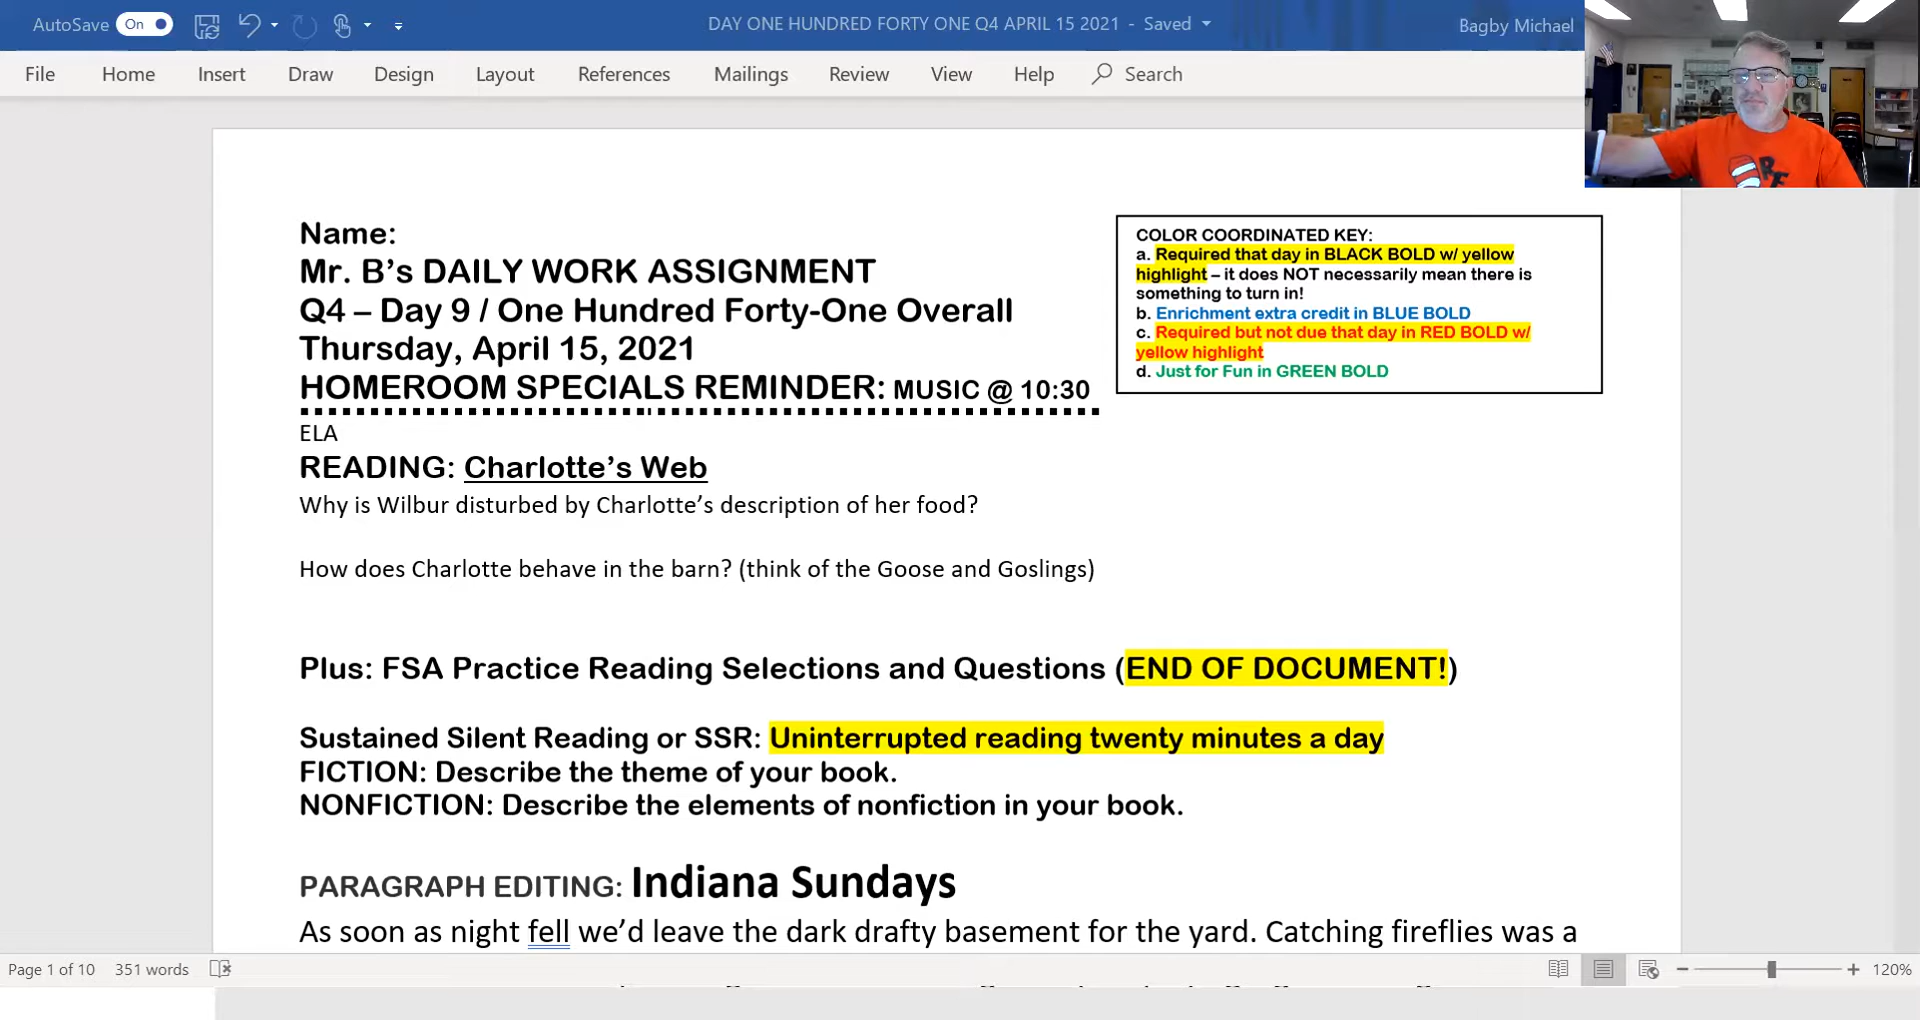 AutoSave On DAY ONE HUNDRED FORTY ONE Q4 APRIL 15 2021 - Saved Bagby Michael
File Home Insert Draw Design Layout References Mailings Review View Help Search
Name:
Mr. B’s DAILY WORK ASSIGNMENT
Q4 – Day 9 / One Hundred Forty-One Overall
Thursday, April 15, 2021
HOMEROOM SPECIALS REMINDER: MUSIC @ 10:30
COLOR COORDINATED KEY:
a. Required that day in BLACK BOLD w/ yellow
highlight – it does NOT necessarily mean there is
something to turn in!
b. Enrichment extra credit in BLUE BOLD
c. Required but not due that day in RED BOLD w/
yellow highlight
d. Just for Fun in GREEN BOLD
ELA
READING: Charlotte’s Web
Why is Wilbur disturbed by Charlotte’s description of her food?
How does Charlotte behave in the barn? (think of the Goose and Goslings)
Plus: FSA Practice Reading Selections and Questions (END OF DOCUMENT!)
Sustained Silent Reading or SSR: Uninterrupted reading twenty minutes a day
FICTION: Describe the theme of your book.
NONFICTION: Describe the elements of nonfiction in your book.
PARAGRAPH EDITING: Indiana Sundays
As soon as night fell we’d leave the dark drafty basement for the yard. Catching fireflies was a
Page 1 of 10 351 words 120%